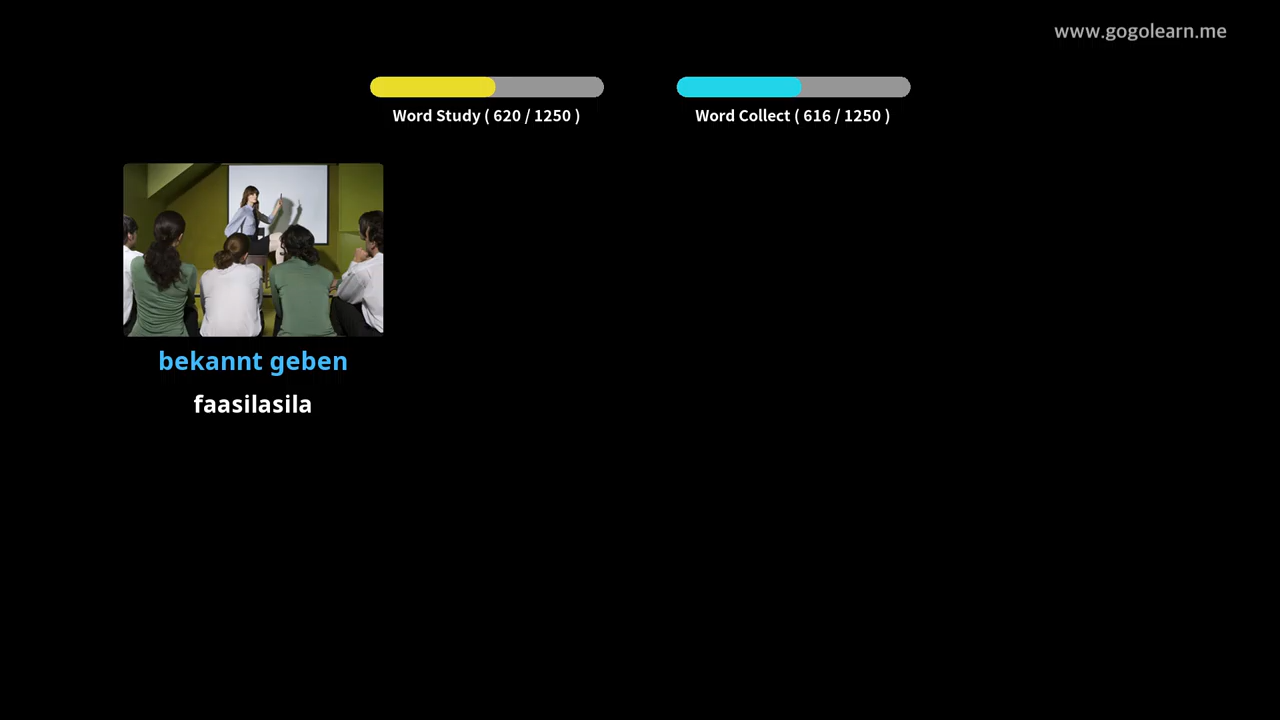 www.gogolearn.me
Word Study ( 620 / 1250 )
Word Collect ( 616 / 1250 )
bekannt geben
faasilasila